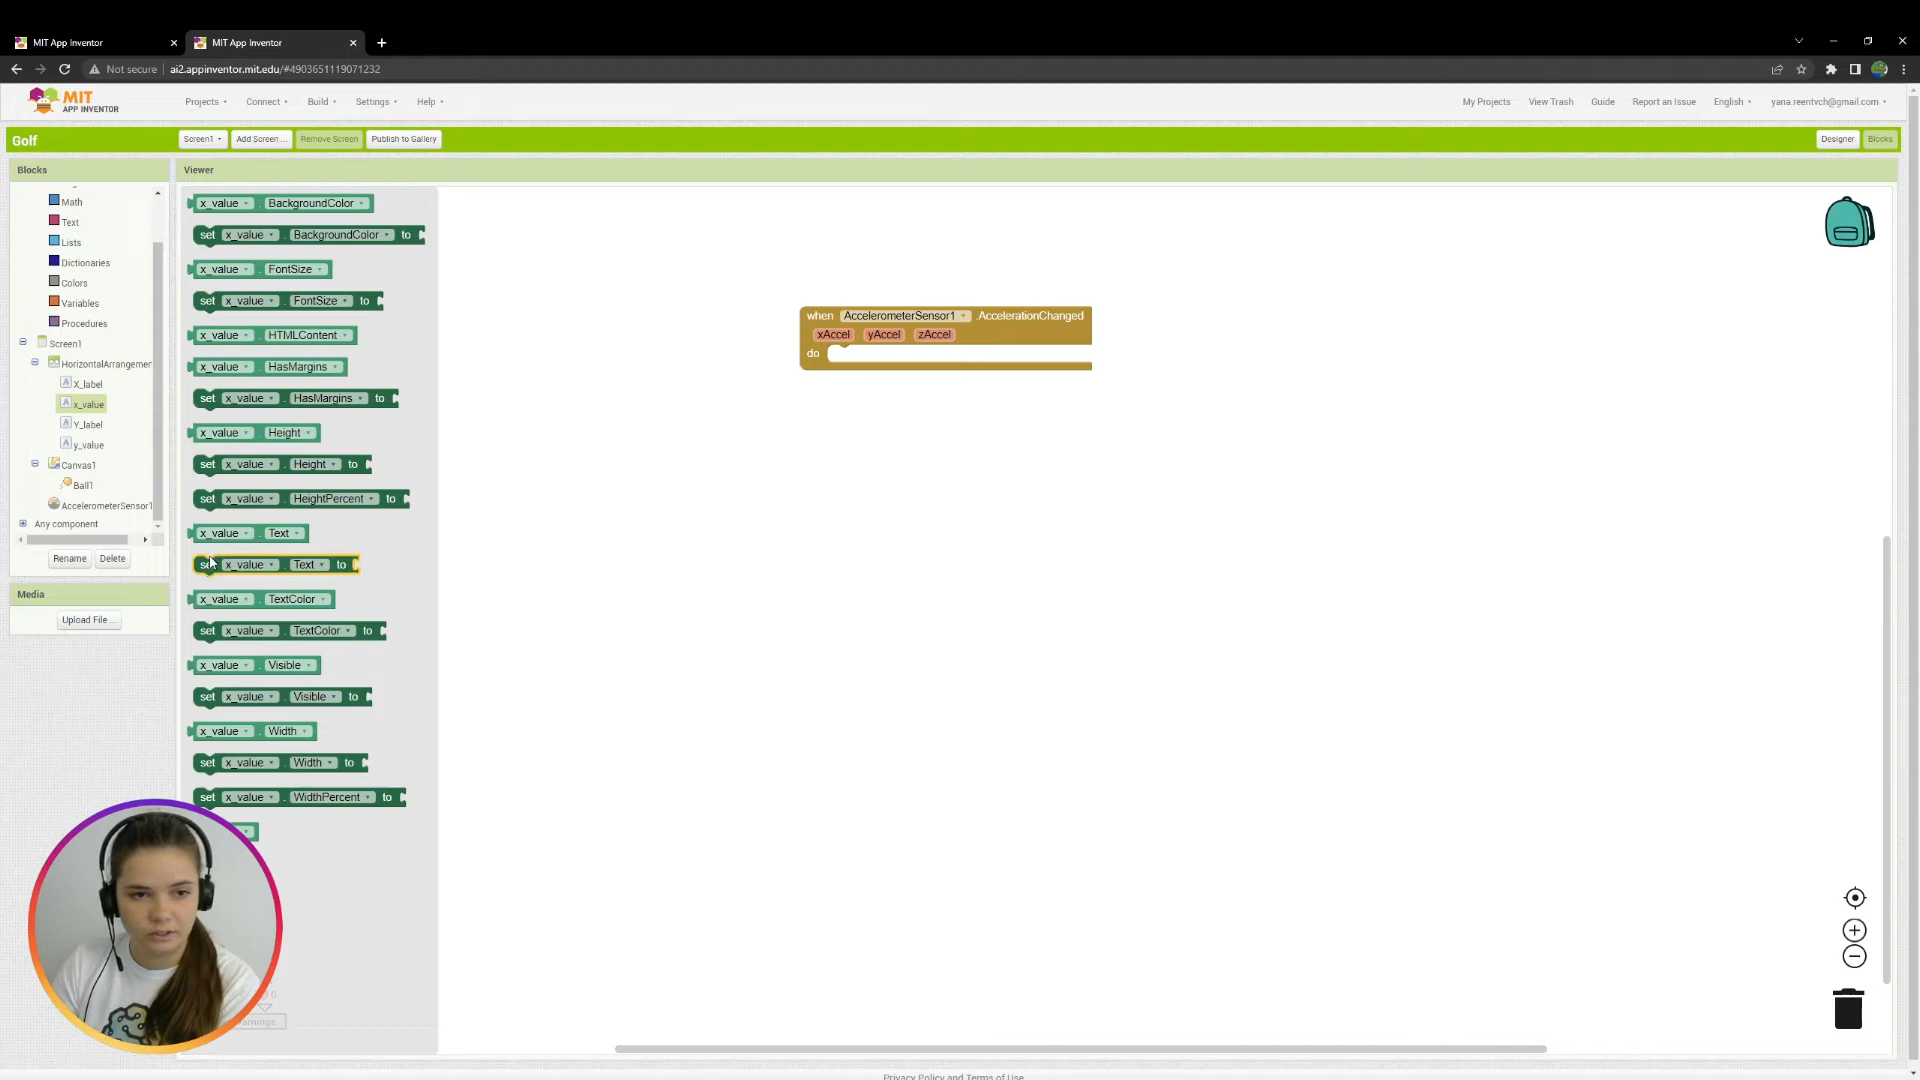 MIT App Inventor
MIT App Inventor
Not secure
ai2.appinventor.mit.edu/#4903651119071232
MIT
APP INVENTOR
Projects
Connect
Build
Settings
Help
My Projects
View Trash
Guide
Report an Issue
English
yana.reentvch@gmail.com
Golf
Screen1
Add Screen ...
Remove Screen
Publish to Gallery
Designer
Blocks
Blocks
Viewer
Math
Text
Lists
Dictionaries
Colors
Variables
Procedures
Screen1
HorizontalArrangemen
X_label
x_value
Y_label
y_value
Canvas1
Ball1
AccelerometerSensor1
Any component
Rename
Delete
Media
Upload File ...
x_value . BackgroundColor
set x_value . BackgroundColor to
x_value . FontSize
set x_value . FontSize to
x_value . HTMLContent
x_value . HasMargins
set x_value . HasMargins to
x_value . Height
set x_value . Height to
set x_value . HeightPercent to
x_value . Text
set x_value . Text to
x_value . TextColor
set x_value . TextColor to
x_value . Visible
set x_value . Visible to
x_value . Width
set x_value . Width to
set x_value . WidthPercent to
when AccelerometerSensor1 .AccelerationChanged
xAccel yAccel zAccel
do
Privacy Policy and Terms of Use